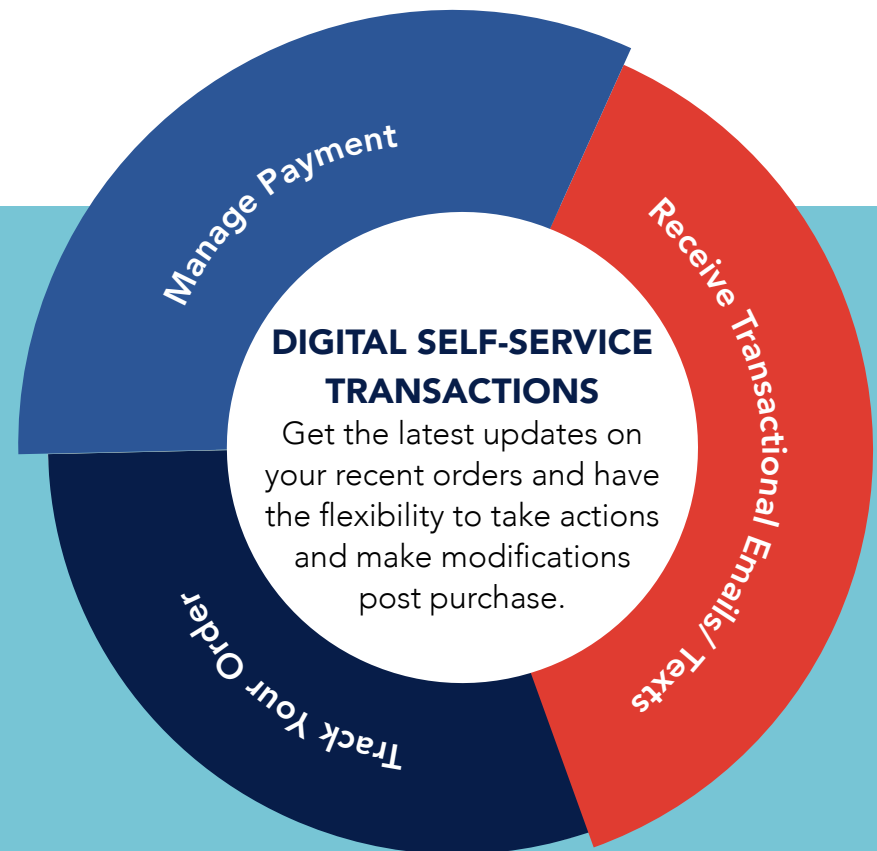 Manage Payment
Receive Transactional Emails/ Texts
DIGITAL SELF-SERVICE
TRANSACTIONS
Get the latest updates on
your recent orders and have
the flexibility to take actions
and make modifications
post purchase.
Track Your Order